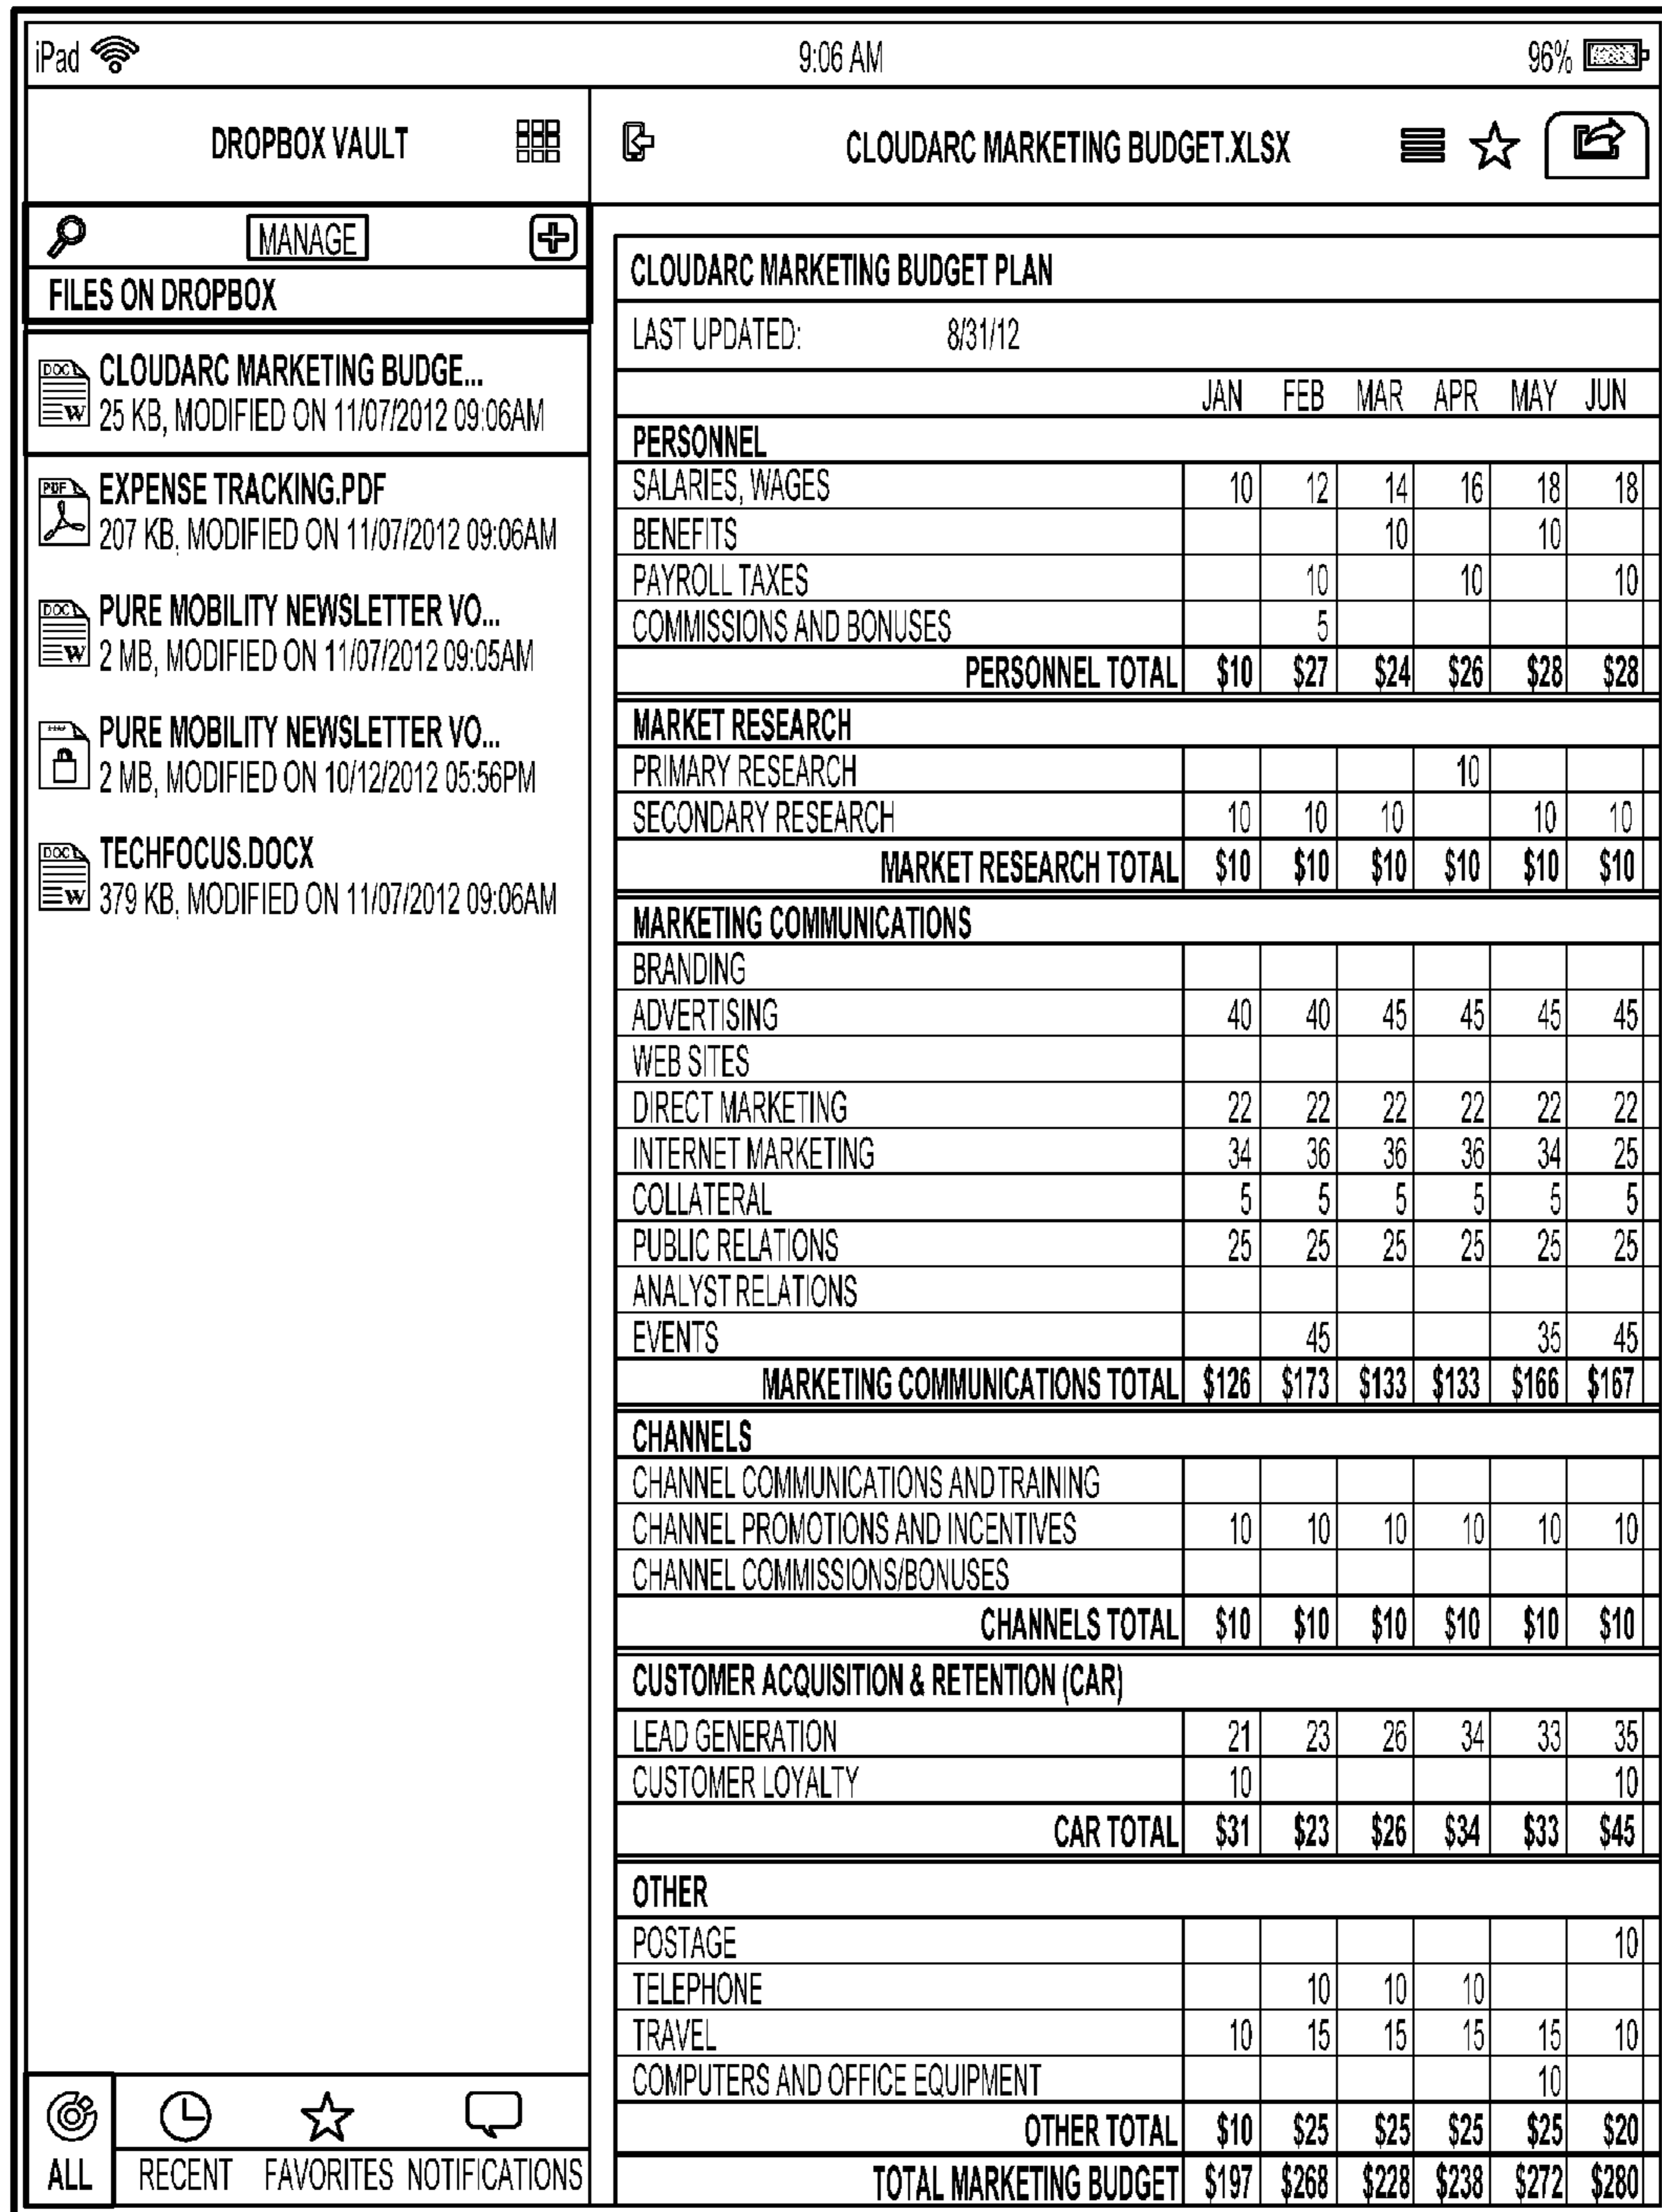 iPad 9:06 AM 96%
DROPBOX VAULT
MANAGE
FILES ON DROPBOX
DOC W CLOUDARC MARKETING BUDGE...
25 KB, MODIFIED ON 11/07/2012 09:06AM
PDF EXPENSE TRACKING.PDF
207 KB, MODIFIED ON 11/07/2012 09:06AM
DOC W PURE MOBILITY NEWSLETTER VO...
2 MB, MODIFIED ON 11/07/2012 09:05AM
PURE MOBILITY NEWSLETTER VO...
2 MB, MODIFIED ON 10/12/2012 05:56PM
DOC W TECHFOCUS.DOCX
379 KB, MODIFIED ON 11/07/2012 09:06AM
ALL RECENT FAVORITES NOTIFICATIONS
CLOUDARC MARKETING BUDGET.XLSX
CLOUDARC MARKETING BUDGET PLAN
LAST UPDATED: 8/31/12
JAN FEB MAR APR MAY JUN
PERSONNEL
SALARIES, WAGES 10 12 14 16 18 18
BENEFITS 10 10
PAYROLL TAXES 10 10 10
COMMISSIONS AND BONUSES 5
PERSONNEL TOTAL $10 $27 $24 $26 $28 $28
MARKET RESEARCH
PRIMARY RESEARCH 10
SECONDARY RESEARCH 10 10 10 10 10
MARKET RESEARCH TOTAL $10 $10 $10 $10 $10 $10
MARKETING COMMUNICATIONS
BRANDING
ADVERTISING 40 40 45 45 45 45
WEB SITES
DIRECT MARKETING 22 22 22 22 22 22
INTERNET MARKETING 34 36 36 36 34 25
COLLATERAL 5 5 5 5 5 5
PUBLIC RELATIONS 25 25 25 25 25 25
ANALYST RELATIONS
EVENTS 45 35 45
MARKETING COMMUNICATIONS TOTAL $126 $173 $133 $133 $166 $167
CHANNELS
CHANNEL COMMUNICATIONS AND TRAINING
CHANNEL PROMOTIONS AND INCENTIVES 10 10 10 10 10 10
CHANNEL COMMISSIONS/BONUSES
CHANNELS TOTAL $10 $10 $10 $10 $10 $10
CUSTOMER ACQUISITION & RETENTION (CAR)
LEAD GENERATION 21 23 26 34 33 35
CUSTOMER LOYALTY 10 10
CAR TOTAL $31 $23 $26 $34 $33 $45
OTHER
POSTAGE 10
TELEPHONE 10 10 10
TRAVEL 10 15 15 15 15 10
COMPUTERS AND OFFICE EQUIPMENT 10
OTHER TOTAL $10 $25 $25 $25 $25 $20
TOTAL MARKETING BUDGET $197 $268 $228 $238 $272 $280